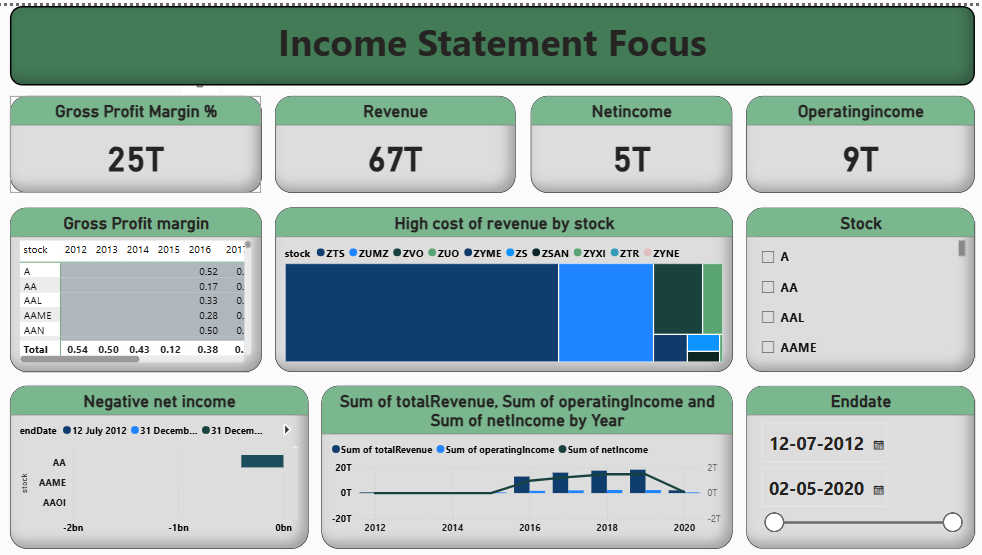 Income Statement Focus
Gross Profit Margin %
25T
Revenue
67T
Netincome
5T
Operatingincome
9T
Gross Profit margin
stock 2012 2013 2014 2015 2016 2017
A 0.52 0.
AA 0.17 0.
AAL 0.33 0.
AAME 0.28 0.
AAN 0.50 0.
Total 0.54 0.50 0.43 0.12 0.38 0.
High cost of revenue by stock
stock ZTS ZUMZ ZVO ZUO ZYME ZS ZSAN ZYXI ZTR ZYNE
Stock
A
AA
AAL
AAME
Negative net income
endDate 12 July 2012 31 Decemb... 31 Decem...
stock
AA
AAME
AAOI
-2bn -1bn 0bn
Sum of totalRevenue, Sum of operatingIncome and
Sum of netIncome by Year
Sum of totalRevenue Sum of operatingIncome Sum of netIncome
20T 2T
0T 0T
-20T -2T
2012 2014 2016 2018 2020
Enddate
12-07-2012
02-05-2020